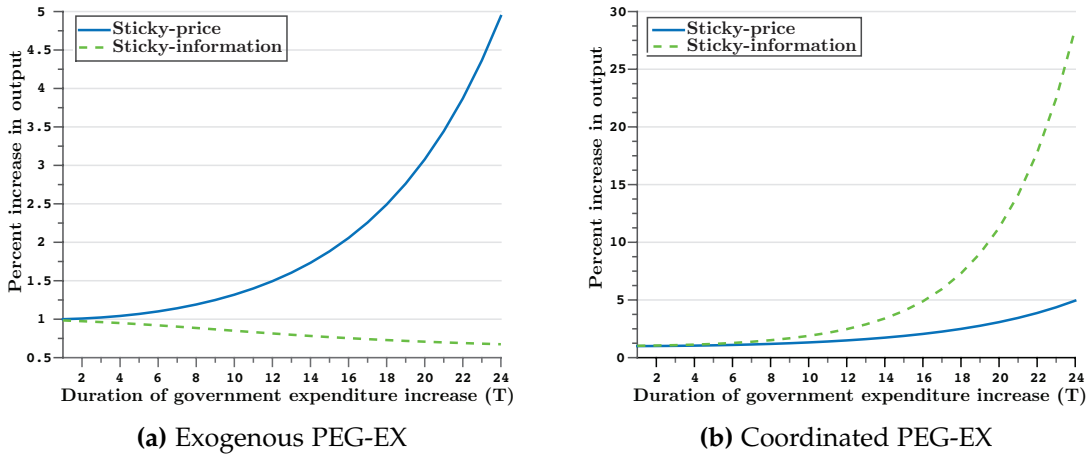 5
4.5
4
3.5
3
2.5
2
1.5
1
0.5
Percent increase in output
Sticky-price
Sticky-information
2 4 6 8 10 12 14 16 18 20 22 24
Duration of government expenditure increase (T)
(a) Exogenous PEG-EX
30
25
20
15
10
5
0
Percent increase in output
Sticky-price
Sticky-information
2 4 6 8 10 12 14 16 18 20 22 24
Duration of government expenditure increase (T)
(b) Coordinated PEG-EX